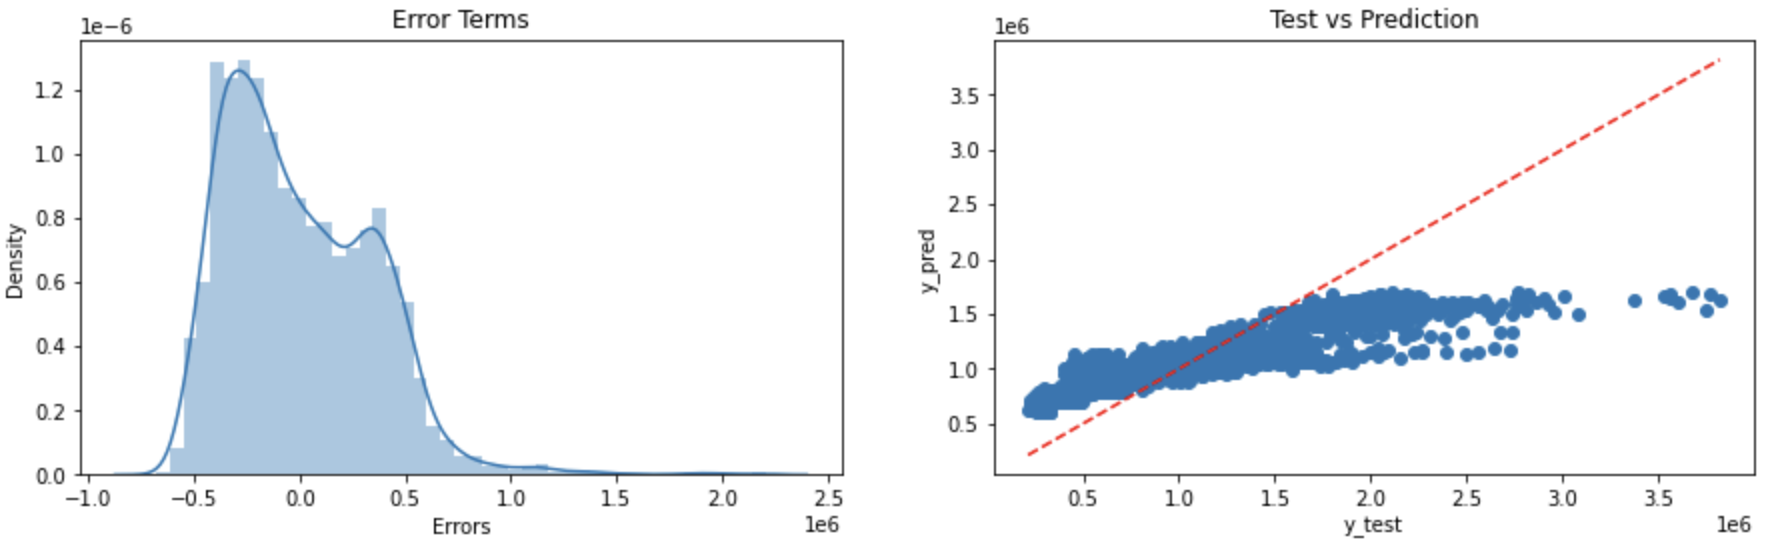 Error Terms
1e−6
1.2
1.0
0.8
0.6
0.4
0.2
0.0
Density
−1.0 −0.5 0.0 0.5 1.0 1.5 2.0 2.5
Errors
1e6
Test vs Prediction
1e6
3.5
3.0
2.5
2.0
1.5
1.0
0.5
y_pred
0.5 1.0 1.5 2.0 2.5 3.0 3.5
y_test
1e6